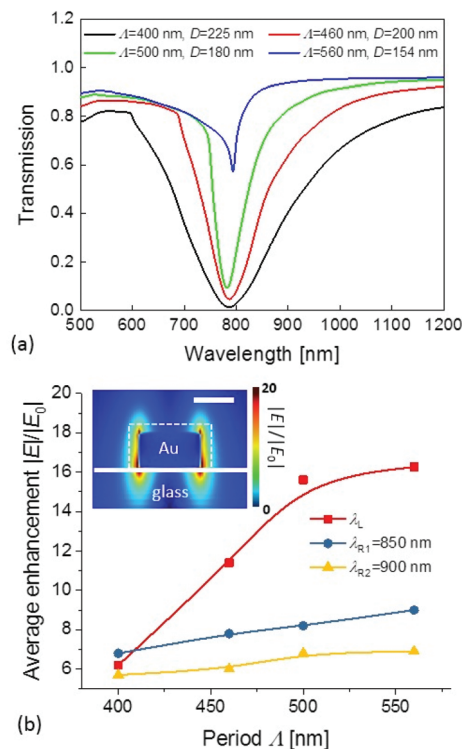 Λ=400 nm, D=225 nm Λ=460 nm, D=200 nm
Λ=500 nm, D=180 nm Λ=560 nm, D=154 nm
1.2
1.0
0.8
0.6
0.4
0.2
0.0
Transmission
500 600 700 800 900 1000 1100 1200
Wavelength [nm]
(a)
20
18
16
14
12
10
8
6
Average enhancement |E|/|E₀|
Au
glass
20
|E|/|E₀|
0
λL
λR1=850 nm
λR2=900 nm
400 450 500 550
Period Λ [nm]
(b)